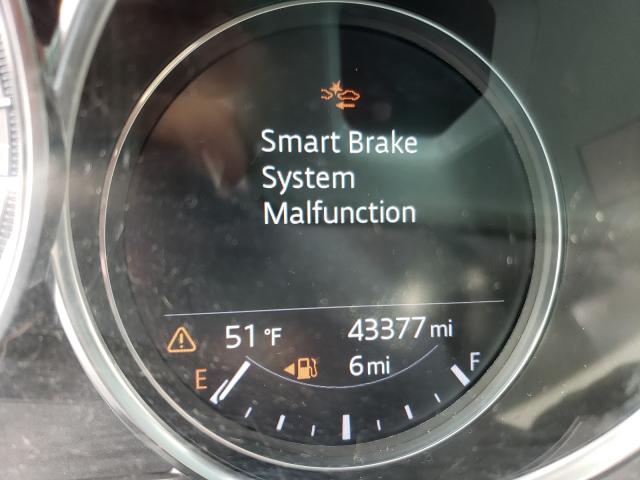 Smart Brake
System
Malfunction
51 °F 43377 mi
6 mi
E F